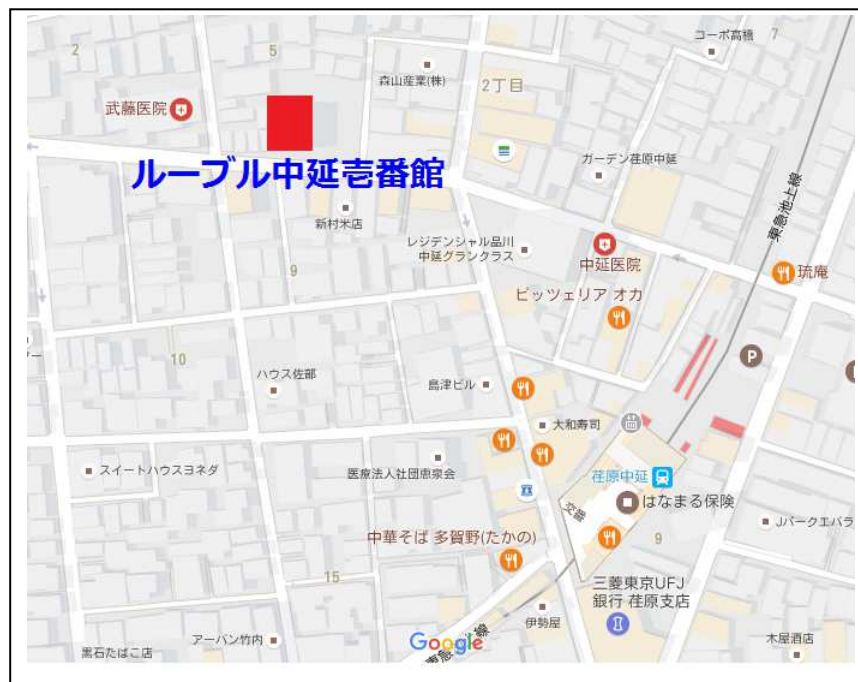 コーポ高橋
7
2
5
森山産業(株)
2丁目
武藤医院
ルーブル中延壱番館
ガーデン荏原中延
東急池上線
新村米店
レジデンシャル品川
中延グランクラス
中延医院
琉庵
9
ピッツェリア オカ
P
10
ハウス佐部
島津ビル
大和寿司
スイートハウスヨネダ
医療法人社団恵泉会
荏原中延
交番
はなまる保険
Jパークエバラ
中華そば 多賀野(たかの)
9
15
三菱東京UFJ
銀行 荏原支店
伊勢屋
アーバン竹内
Google
木屋酒店
黒石たばこ店